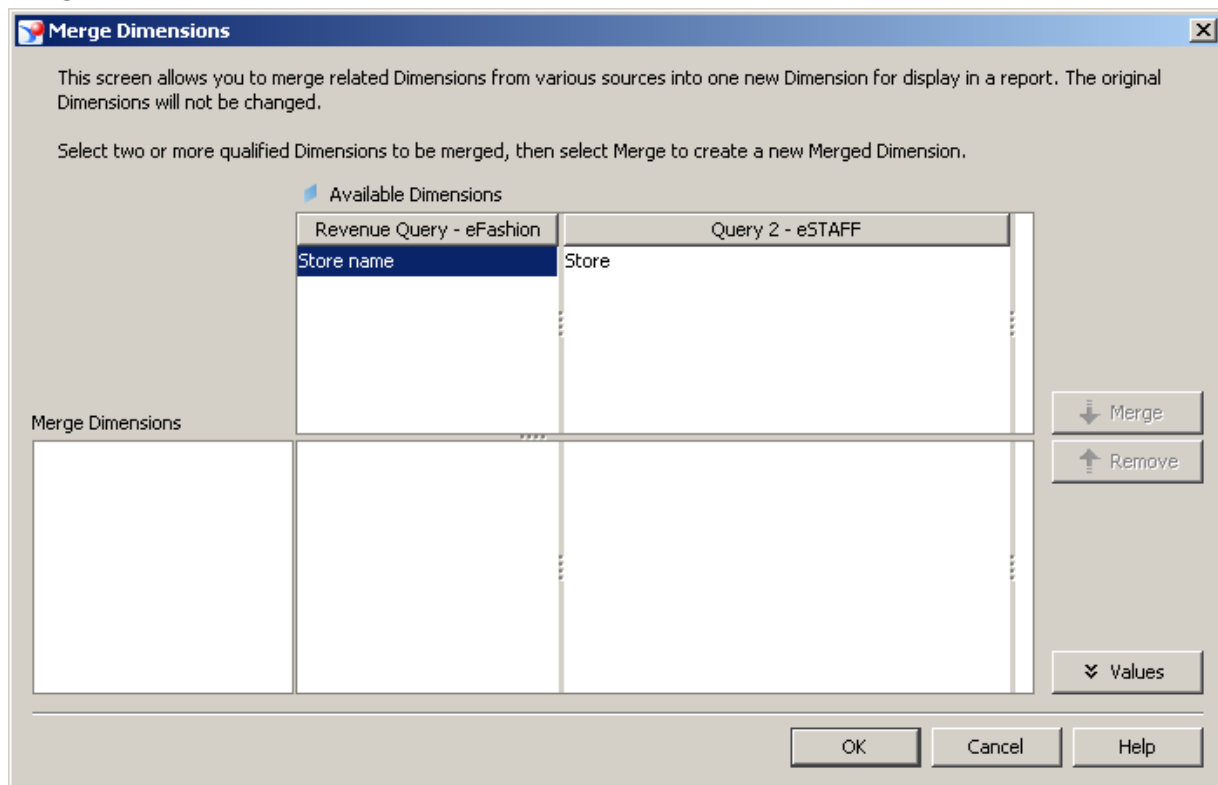 Merge Dimensions
This screen allows you to merge related Dimensions from various sources into one new Dimension for display in a report. The original
Dimensions will not be changed.
Select two or more qualified Dimensions to be merged, then select Merge to create a new Merged Dimension.
Available Dimensions
Revenue Query - eFashion
Query 2 - eSTAFF
Store name
Store
Merge
Merge Dimensions
Remove
Values
OK
Cancel
Help